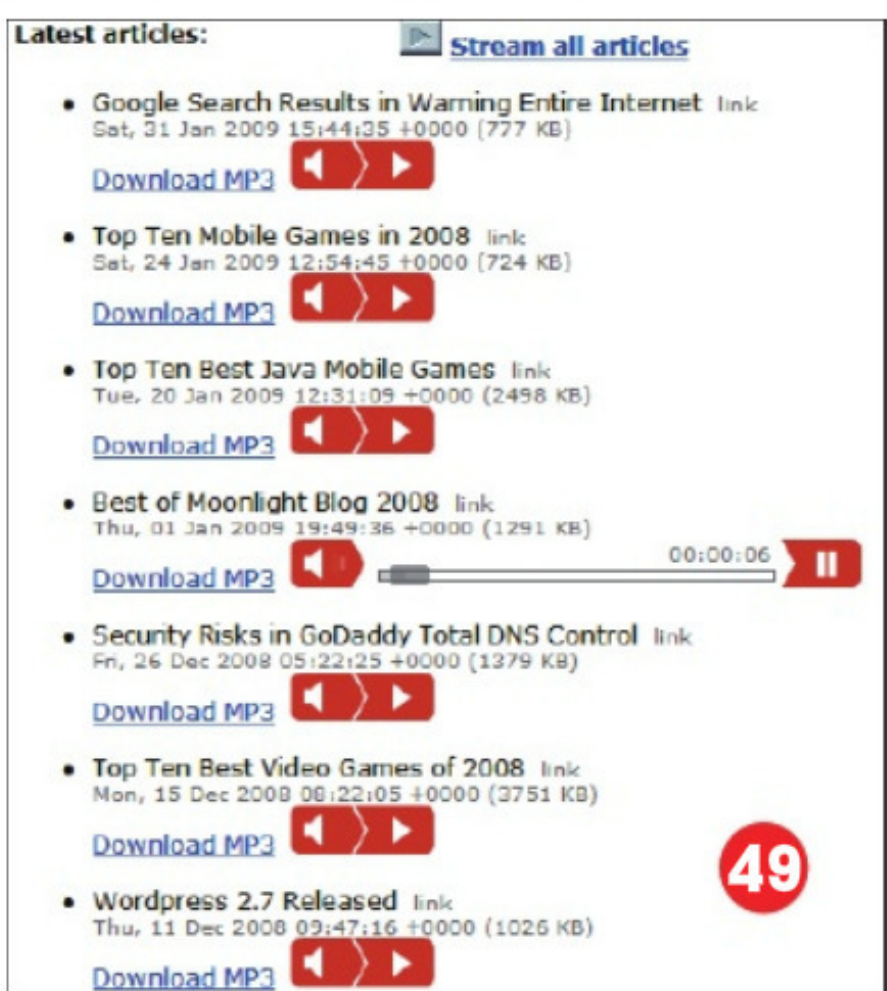 Latest articles: Stream all articles
Google Search Results in Warning Entire Internet link
Sat, 31 Jan 2009 15:44:35 +0000 (777 KB)
Download MP3
Top Ten Mobile Games in 2008 link
Sat, 24 Jan 2009 12:54:45 +0000 (724 KB)
Download MP3
Top Ten Best Java Mobile Games link
Tue, 20 Jan 2009 12:31:09 +0000 (2498 KB)
Download MP3
Best of Moonlight Blog 2008 link
Thu, 01 Jan 2009 19:49:36 +0000 (1291 KB)
Download MP3 00:00:06
Security Risks in GoDaddy Total DNS Control link
Fri, 26 Dec 2008 05:22:25 +0000 (1379 KB)
Download MP3
Top Ten Best Video Games of 2008 link
Mon, 15 Dec 2008 08:22:05 +0000 (3751 KB)
Download MP3
49
Wordpress 2.7 Released link
Thu, 11 Dec 2008 09:47:16 +0000 (1026 KB)
Download MP3